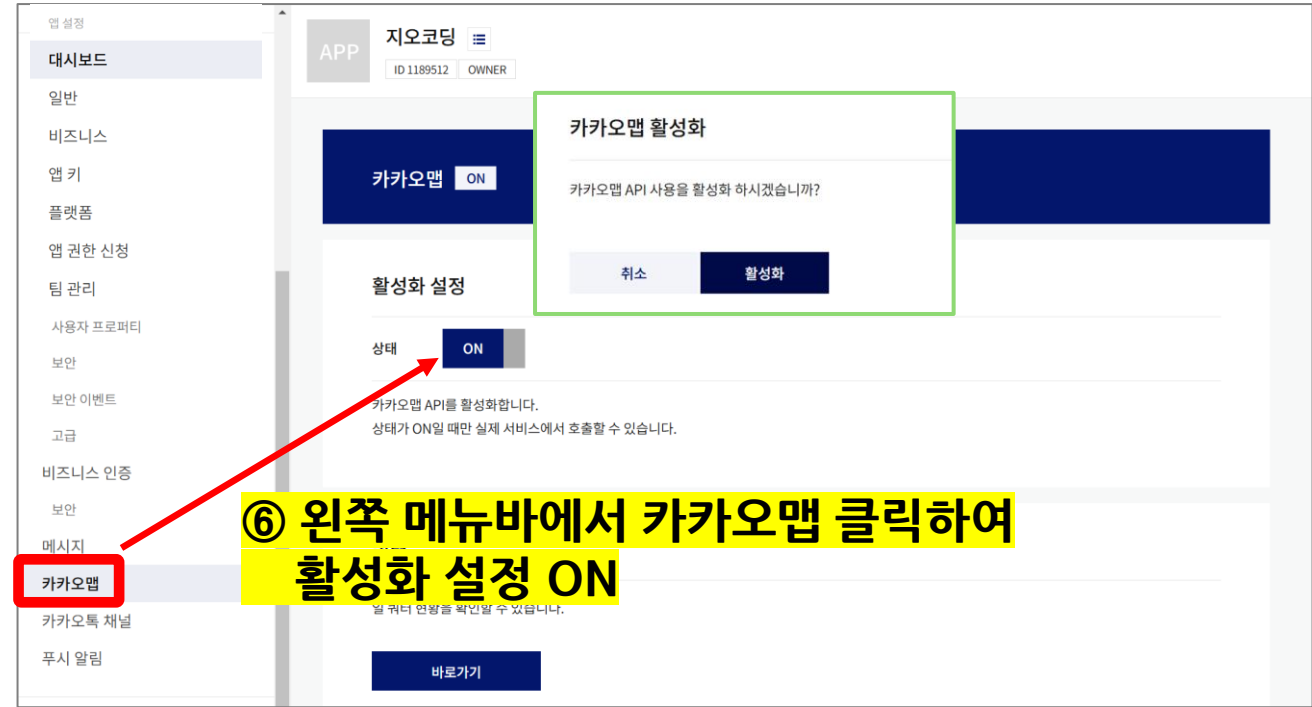 앱 설정
대시보드
일반
비즈니스
앱 키
플랫폼
앱 권한 신청
팀 관리
사용자 프로퍼티
보안
보안 이벤트
고급
비즈니스 인증
보안
메시지
카카오맵
카카오톡 채널
푸시 알림
APP
지오코딩
ID 1189512 OWNER
카카오맵 ON
카카오맵 활성화
카카오맵 API 사용을 활성화 하시겠습니까?
취소 활성화
활성화 설정
상태 ON
카카오맵 API를 활성화합니다.
상태가 ON일 때만 실제 서비스에서 호출할 수 있습니다.
⑥ 왼쪽 메뉴바에서 카카오맵 클릭하여
활성화 설정 ON
일 쿼터 현황을 확인할 수 있습니다.
바로가기